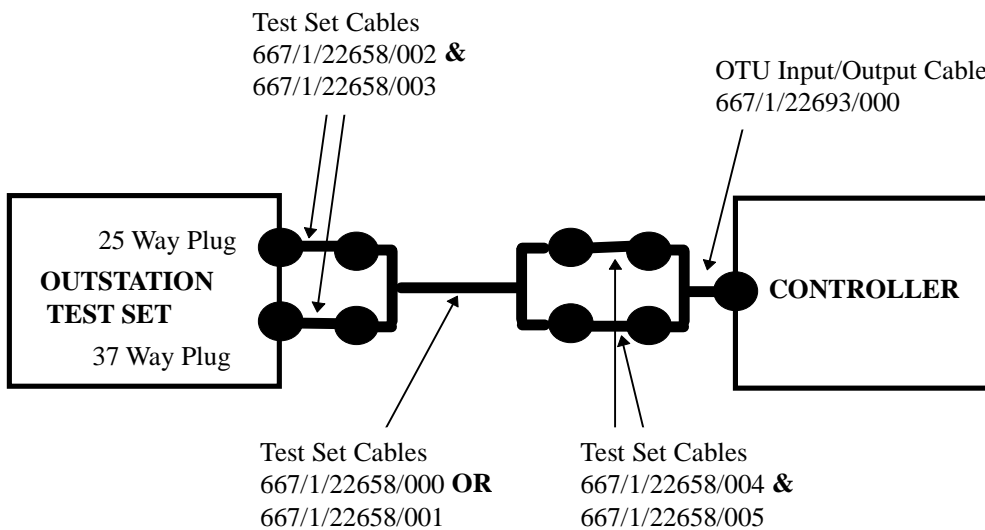 Test Set Cables
667/1/22658/002 &
667/1/22658/003
OTU Input/Output Cable
667/1/22693/000
25 Way Plug
OUTSTATION
TEST SET
37 Way Plug
CONTROLLER
Test Set Cables
667/1/22658/000 OR
667/1/22658/001
Test Set Cables
667/1/22658/004 &
667/1/22658/005